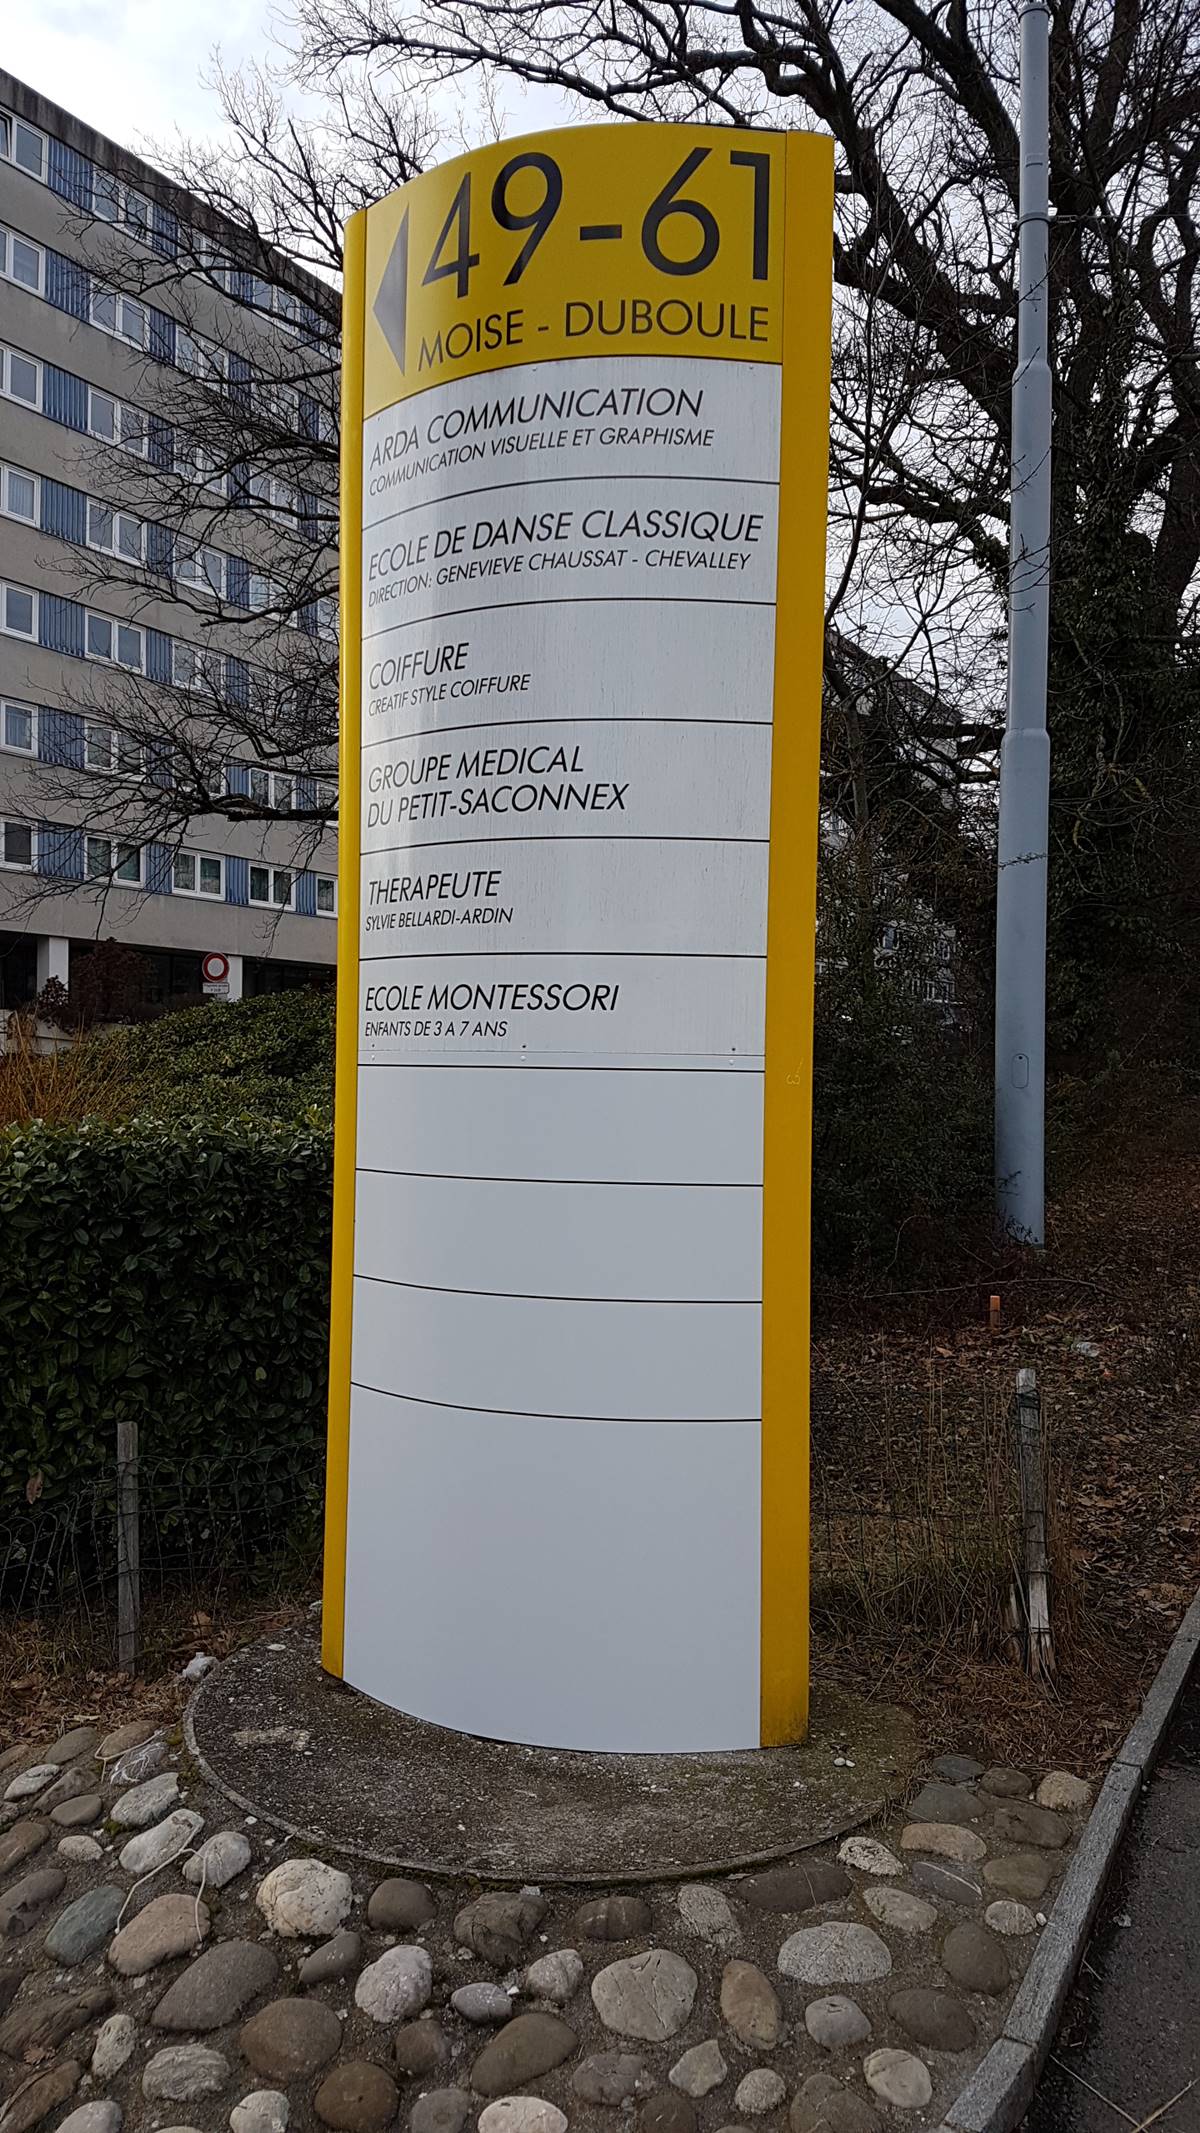 49-61
MOISE - DUBOULE
ARDA COMMUNICATION
COMMUNICATION VISUELLE ET GRAPHISME
ECOLE DE DANSE CLASSIQUE
DIRECTION: GENEVIEVE CHAUSSAT - CHEVALLEY
COIFFURE
CREATIF STYLE COIFFURE
GROUPE MEDICAL
DU PETIT-SACONNEX
THERAPEUTE
SYLVIE BELLARDI-ARDIN
ECOLE MONTESSORI
ENFANTS DE 3 A 7 ANS